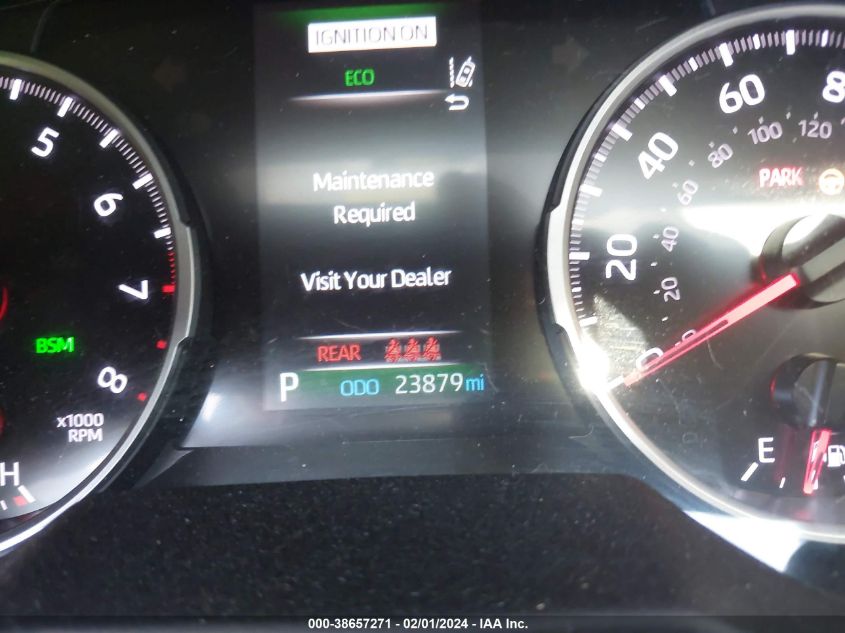 IGNITION ON
ECO
Maintenance
Required
Visit Your Dealer
REAR
P ODO 23879 mi
5
6
7
8
BSM
x1000
RPM
H
0
20
40
60
20
40
60
80
100
120
PARK
E
000-38657271 - 02/01/2024 - IAA Inc.